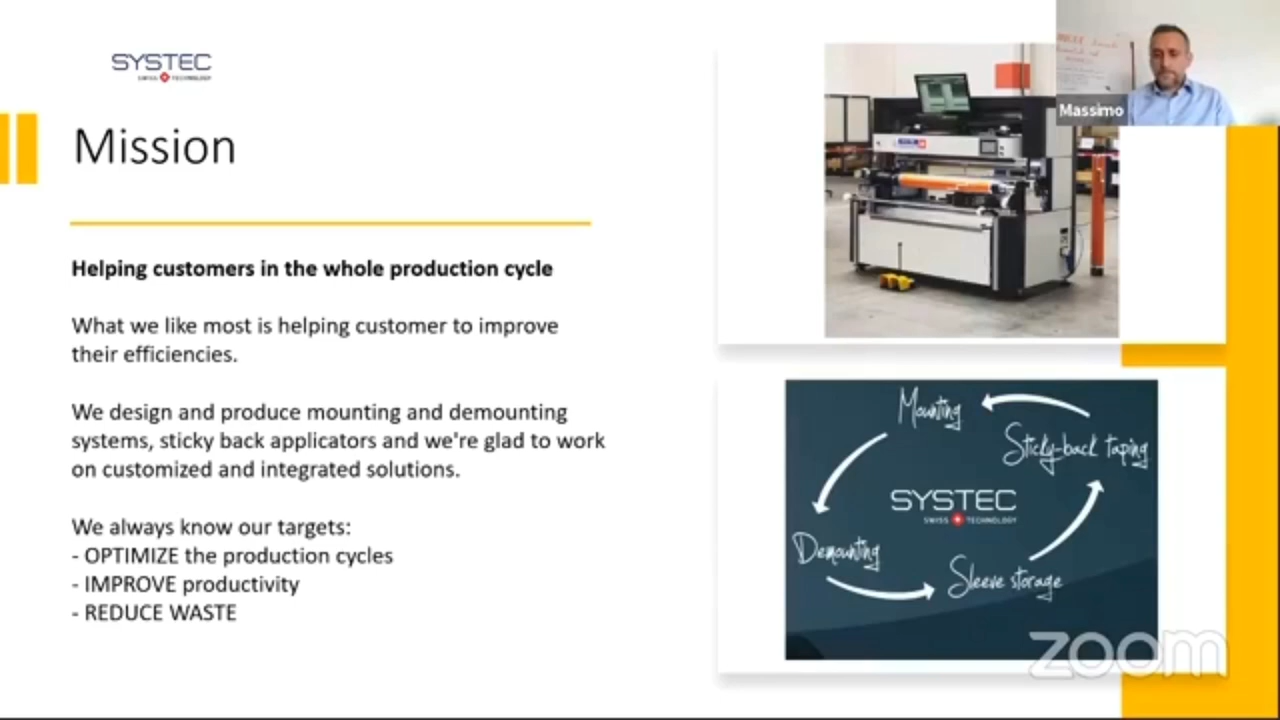 SYSTEC
SWISS TECHNOLOGY
Mission
Helping customers in the whole production cycle
What we like most is helping customer to improve
their efficiencies.
We design and produce mounting and demounting
systems, sticky back applicators and we're glad to work
on customized and integrated solutions.
We always know our targets:
- OPTIMIZE the production cycles
- IMPROVE productivity
- REDUCE WASTE
Massimo
Mounting
Sticky-back taping
SYSTEC
SWISS TECHNOLOGY
Demounting
Sleeve storage
zoom